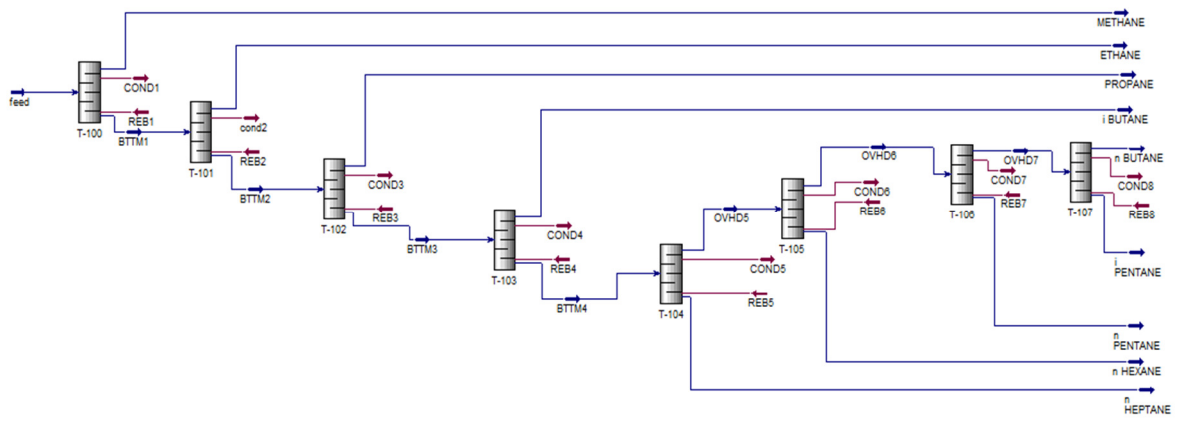 METHANE
ETHANE
PROPANE
i BUTANE
feed
COND1
REB1
T-100
BTTM1
cond2
REB2
T-101
BTTM2
COND3
REB3
T-102
BTTM3
COND4
REB4
T-103
BTTM4
OVHD5
COND5
REB5
T-104
OVHD6
COND6
REB6
T-105
OVHD7
COND7
REB7
T-106
n BUTANE
COND8
REB8
T-107
i
PENTANE
n
PENTANE
n HEXANE
n
HEPTANE